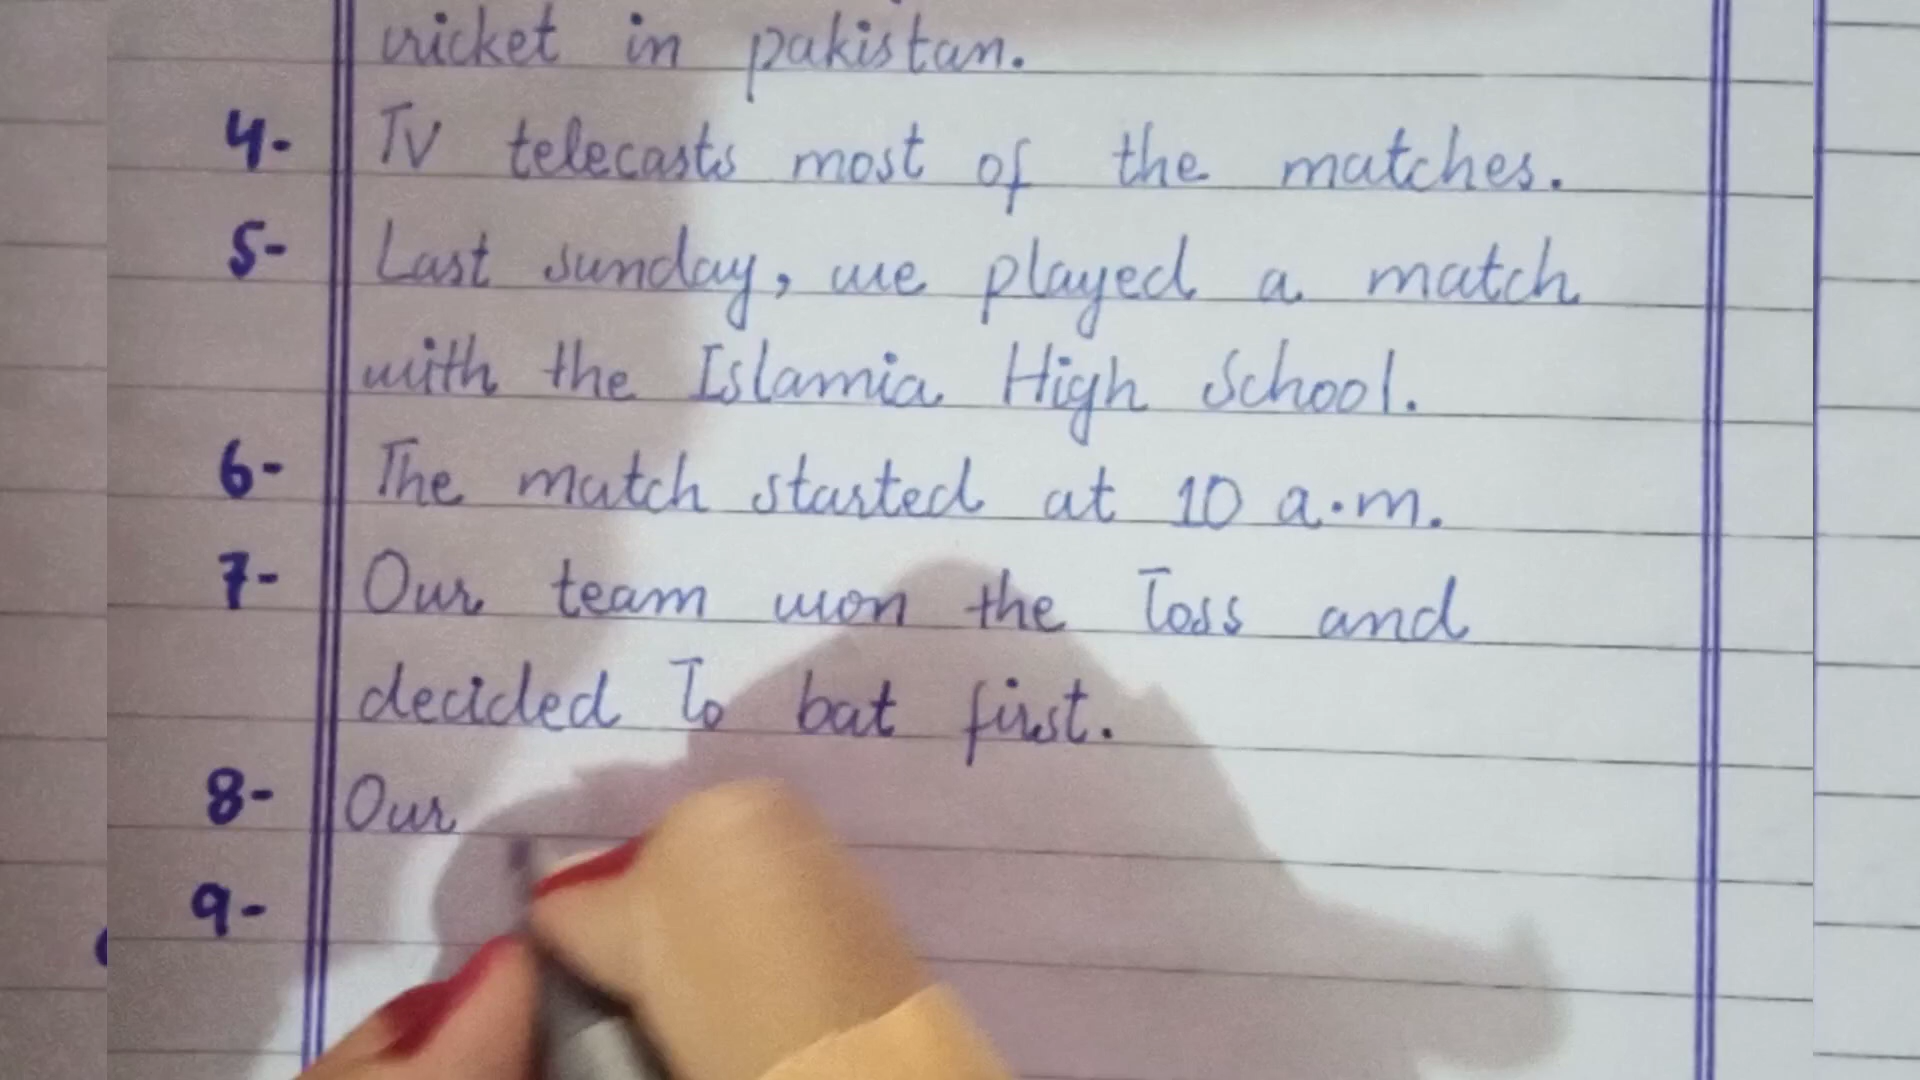 cricket in pakistan.
4- TV telecasts most of the matches.
5- Last sunday, we played a match
with the Islamia High School.
6- The match started at 10 a.m.
7- Our team won the Toss and
decided To bat first.
8- Our
9-